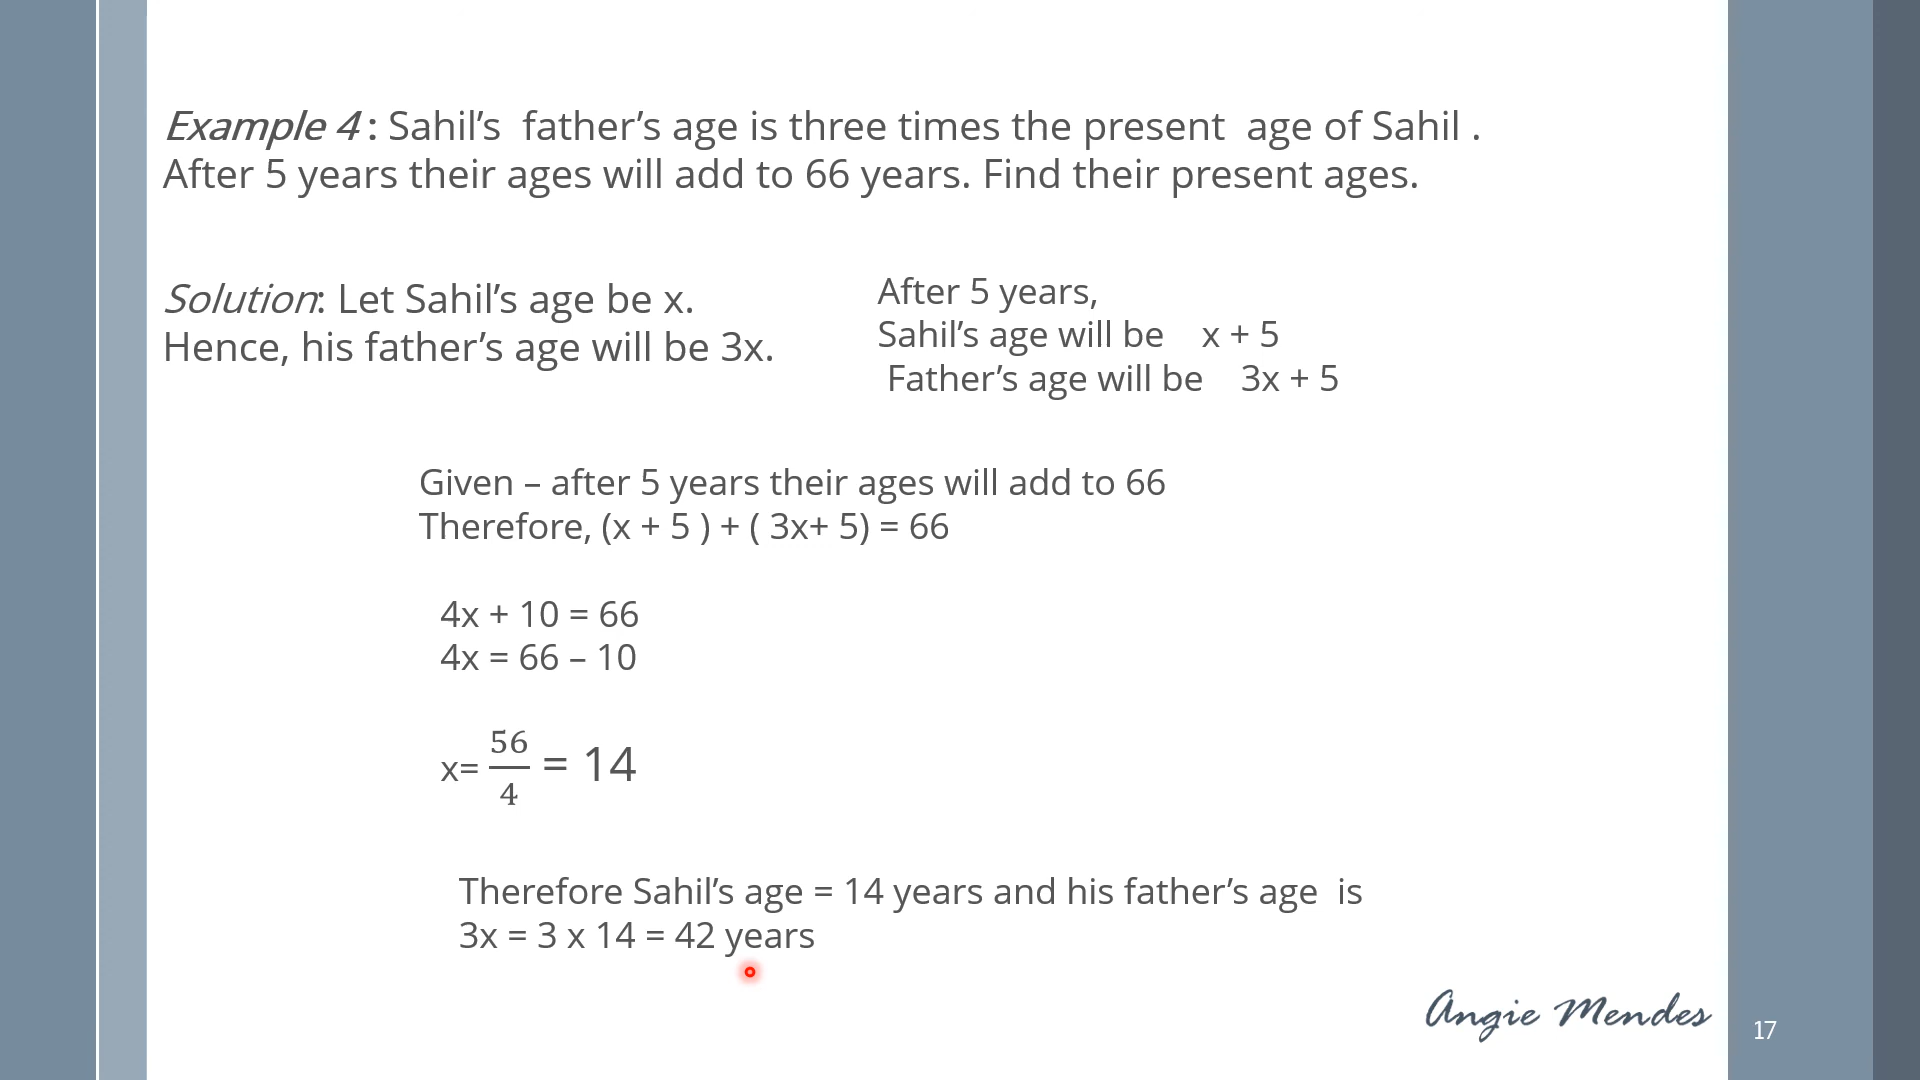 Example 4 : Sahil’s father’s age is three times the present age of Sahil .
After 5 years their ages will add to 66 years. Find their present ages.
Solution: Let Sahil’s age be x.
Hence, his father’s age will be 3x.
After 5 years,
Sahil’s age will be x + 5
Father’s age will be 3x + 5
Given – after 5 years their ages will add to 66
Therefore, (x + 5 ) + ( 3x+ 5) = 66
4x + 10 = 66
4x = 66 – 10
x= 56/4 = 14
Therefore Sahil’s age = 14 years and his father’s age is
3x = 3 x 14 = 42 years
Angie Mendes
17